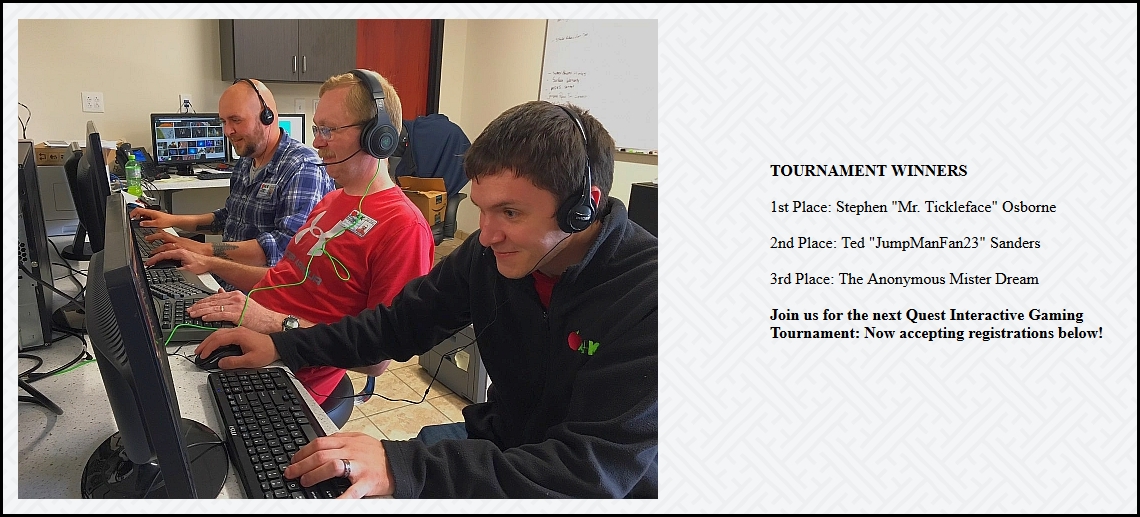 TOURNAMENT WINNERS
1st Place: Stephen "Mr. Tickleface" Osborne
2nd Place: Ted "JumpManFan23" Sanders
3rd Place: The Anonymous Mister Dream
Join us for the next Quest Interactive Gaming
Tournament: Now accepting registrations below!